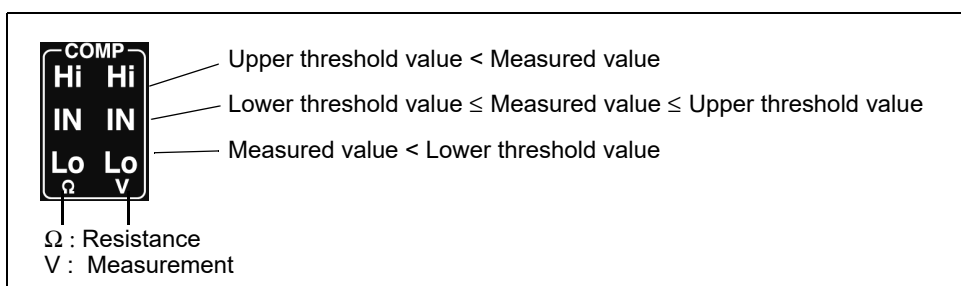 COMP
Hi Hi
Upper threshold value < Measured value
IN IN
Lower threshold value ≤ Measured value ≤ Upper threshold value
Lo Lo
Measured value < Lower threshold value
Ω V
Ω : Resistance
V : Measurement